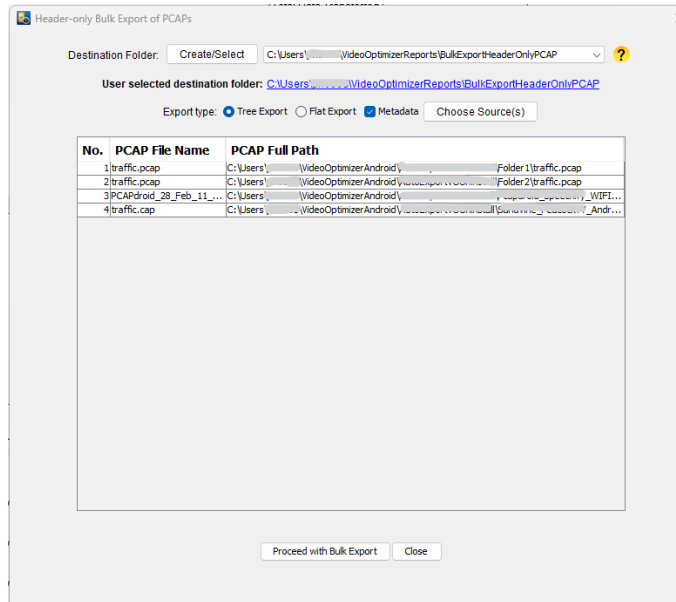 Header-only Bulk Export of PCAPs
Destination Folder: Create/Select C:\Users\ \VideoOptimizerReports\BulkExportHeaderOnlyPCAP ?
User selected destination folder: C:\Users\ \VideoOptimizerReports\BulkExportHeaderOnlyPCAP
Export type: Tree Export Flat Export Metadata Choose Source(s)
No. PCAP File Name PCAP Full Path
1 traffic.pcap C:\Users\ \VideoOptimizerAndroid\ Folder1\traffic.pcap
2 traffic.pcap C:\Users\ \VideoOptimizerAndroid\ Folder2\traffic.pcap
3 PCAPdroid_28_Feb_11_... C:\Users\ \VideoOptimizerAndroid\ _WIFI...
4 traffic.cap C:\Users\ \VideoOptimizerAndroid\ _Andr...
Proceed with Bulk Export Close